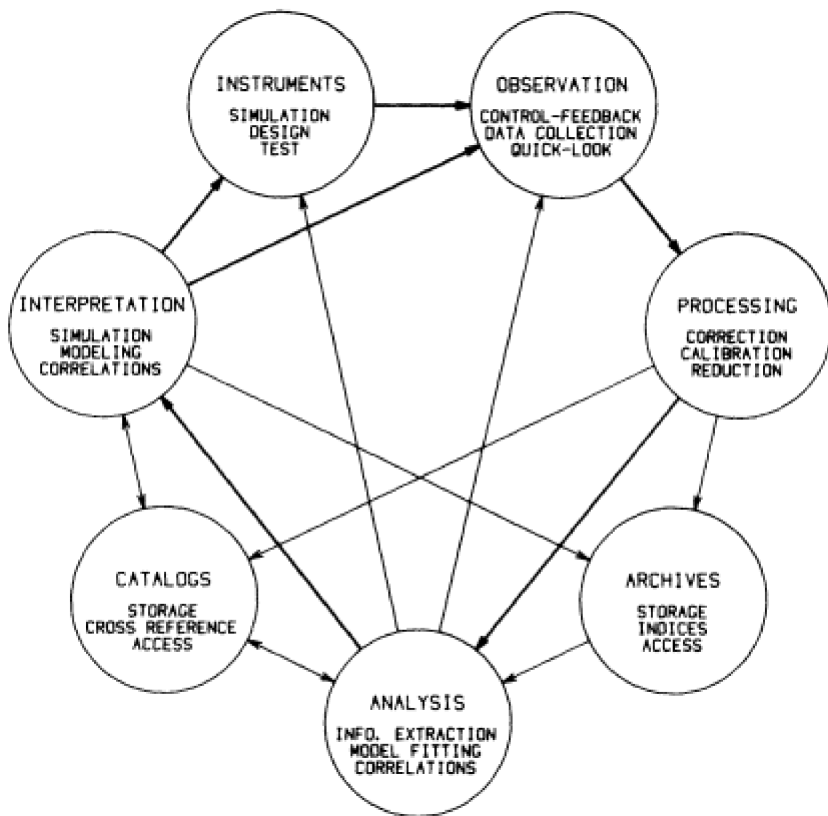 INSTRUMENTS
SIMULATION
DESIGN
TEST
OBSERVATION
CONTROL-FEEDBACK
DATA COLLECTION
QUICK-LOOK
INTERPRETATION
SIMULATION
MODELING
CORRELATIONS
PROCESSING
CORRECTION
CALIBRATION
REDUCTION
CATALOGS
STORAGE
CROSS REFERENCE
ACCESS
ARCHIVES
STORAGE
INDICES
ACCESS
ANALYSIS
INFO. EXTRACTION
MODEL FITTING
CORRELATIONS